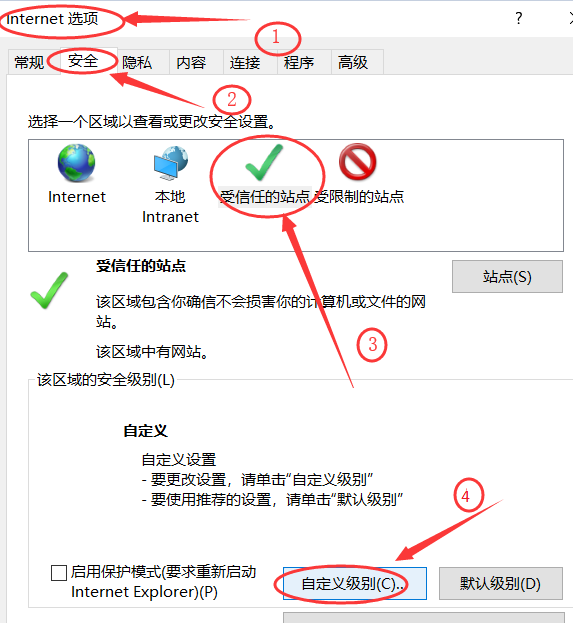 Internet 选项
?
①
常规 安全 隐私 内容 连接 程序 高级
②
选择一个区域以查看或更改安全设置。
Internet
本地
Intranet
受信任的站点
受限制的站点
受信任的站点
站点(S)
该区域包含你确信不会损害你的计算机或文件的网
站。
③
该区域中有网站。
该区域的安全级别(L)
自定义
自定义设置
- 要更改设置，请单击“自定义级别”
- 要使用推荐的设置，请单击“默认级别”
④
启用保护模式(要求重新启动
Internet Explorer)(P)
自定义级别(C)...
默认级别(D)